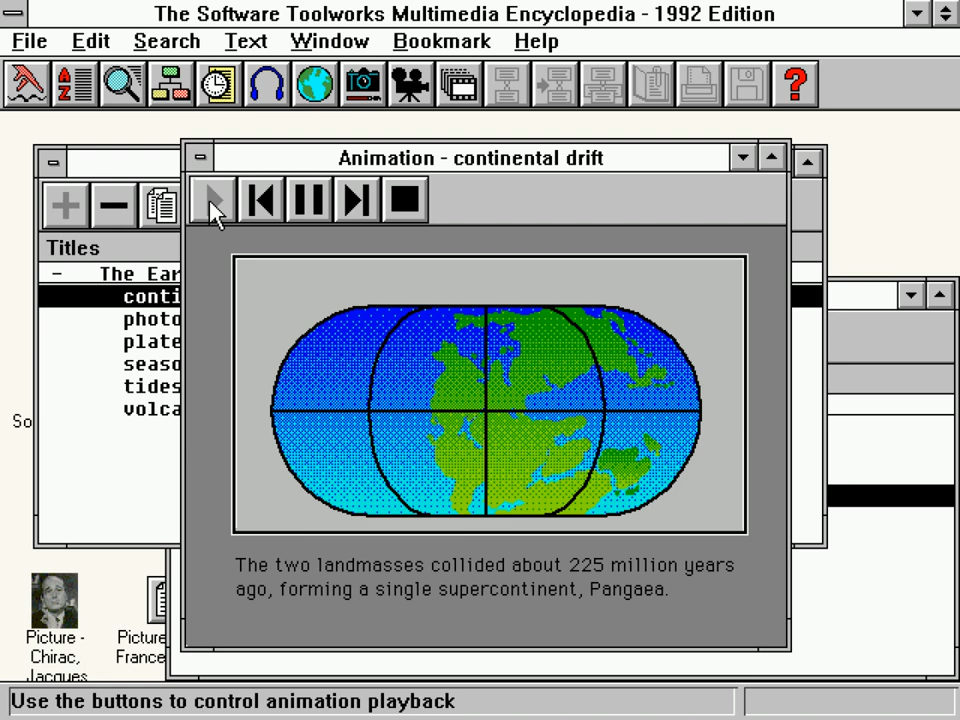 The Software Toolworks Multimedia Encyclopedia - 1992 Edition
File Edit Search Text Window Bookmark Help
Animation - continental drift
Titles
- The Ear
conti
photo
plate
seaso
tides
volca
So
The two landmasses collided about 225 million years
ago, forming a single supercontinent, Pangaea.
Picture -
Chirac,
Jacques
Picture
France
Use the buttons to control animation playback